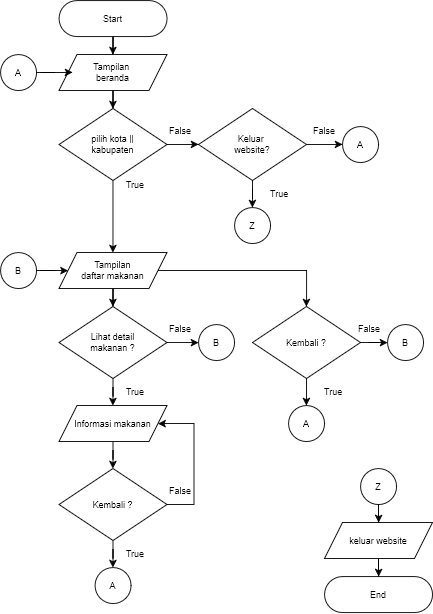 Start
A
Tampilan
beranda
pilih kota ||
kabupaten
False
Keluar
website?
False
A
True
True
Z
B
Tampilan
daftar makanan
Lihat detail
makanan ?
False
B
Kembali ?
False
B
True
True
Informasi makanan
A
Kembali ?
False
Z
True
keluar website
A
End